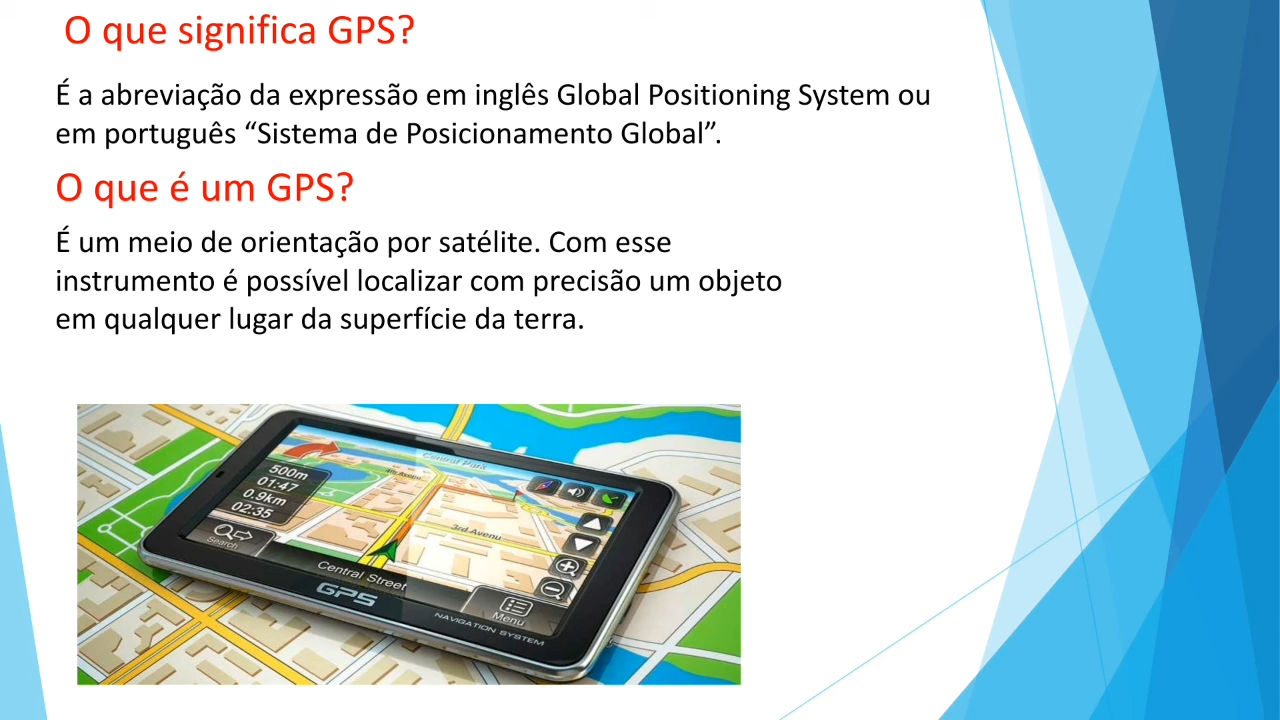 O que significa GPS?
É a abreviação da expressão em inglês Global Positioning System ou
em português “Sistema de Posicionamento Global”.
O que é um GPS?
É um meio de orientação por satélite. Com esse
instrumento é possível localizar com precisão um objeto
em qualquer lugar da superfície da terra.
Central Park
500m
01:47
0.9km
02:35
3rd Avenu
Search
Central Street
GPS
Menu
NAVIGATION SYSTEM